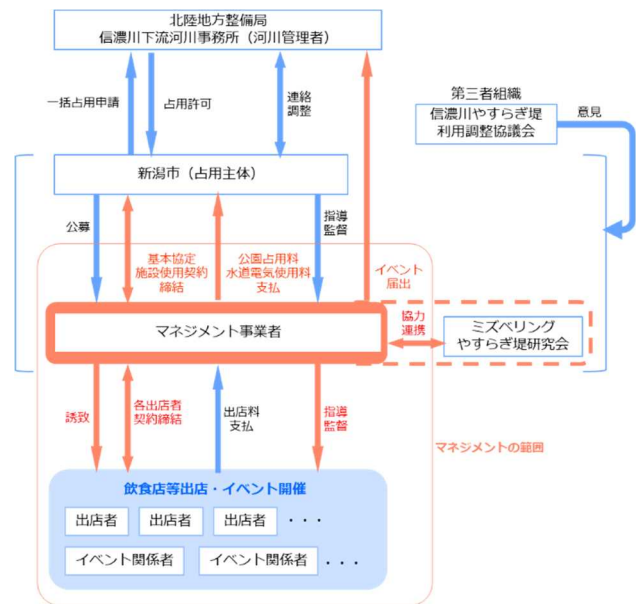 北陸地方整備局
信濃川下流河川事務所（河川管理者）
一括占用申請
占用許可
連絡
調整
第三者組織
信濃川やすらぎ堤
利用調整協議会
意見
新潟市（占用主体）
公募
基本協定
施設使用契約
締結
公園占用料
水道電気使用料
支払
指導
監督
イベント
届出
マネジメント事業者
協力
連携
ミズベリング
やすらぎ堤研究会
誘致
各出店者
契約締結
出店料
支払
指導
監督
マネジメントの範囲
飲食店等出店・イベント開催
出店者 出店者 出店者 ・・・
イベント関係者 イベント関係者 ・・・